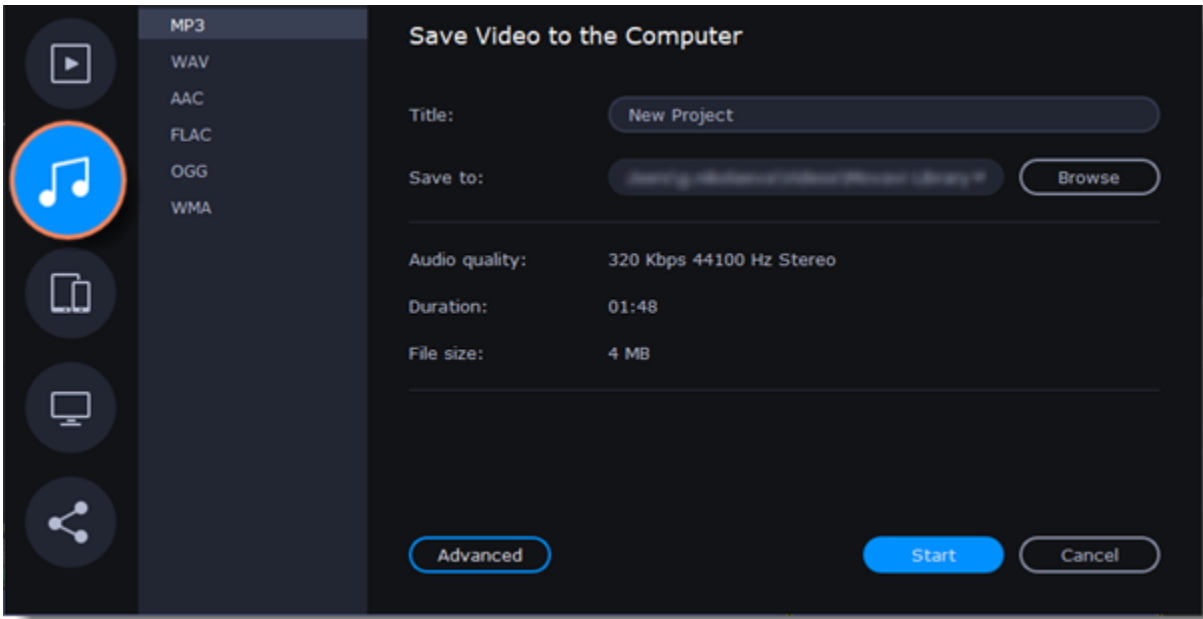 MP3
WAV
AAC
FLAC
OGG
WMA
Save Video to the Computer
Title: New Project
Save to: Browse
Audio quality: 320 Kbps 44100 Hz Stereo
Duration: 01:48
File size: 4 MB
Advanced Start Cancel